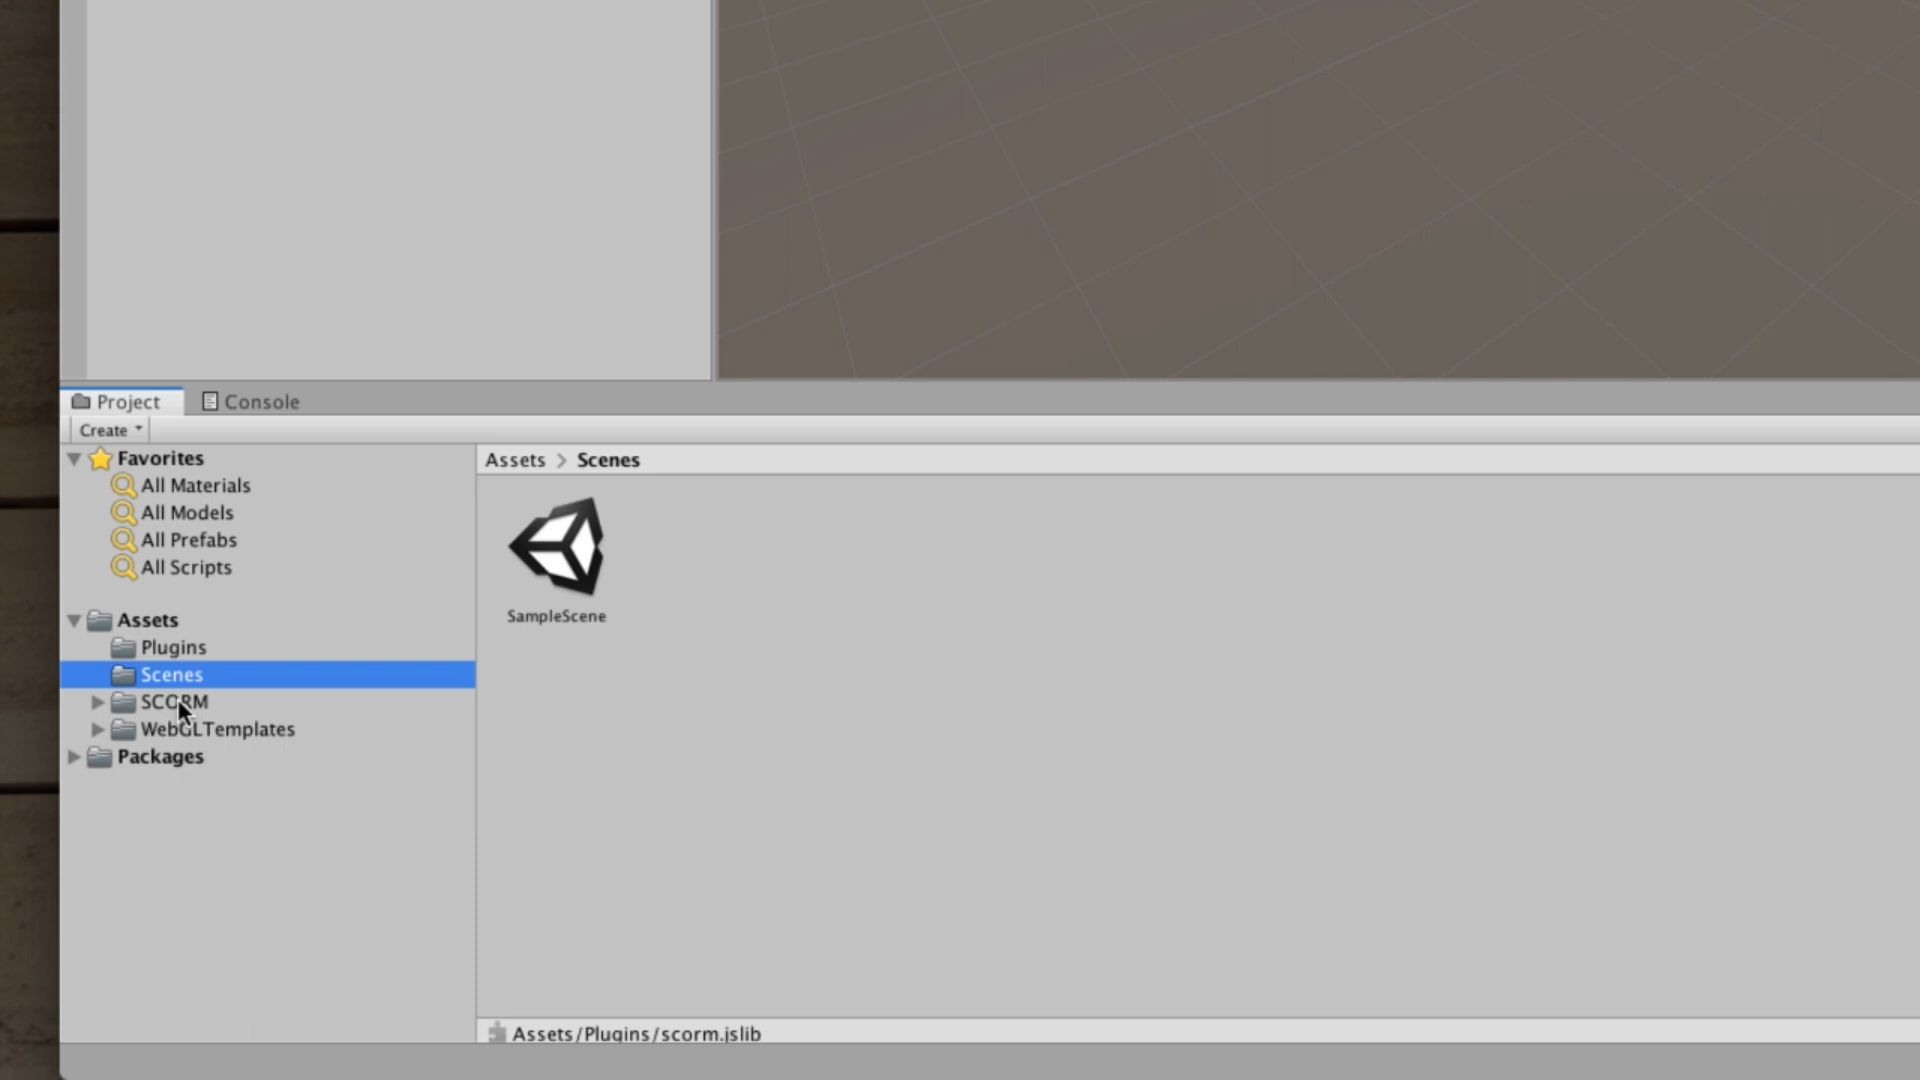 Project
Console
Create
Favorites
All Materials
All Models
All Prefabs
All Scripts
Assets
Plugins
Scenes
SCORM
WebGLTemplates
Packages
Assets > Scenes
SampleScene
Assets/Plugins/scorm.jslib